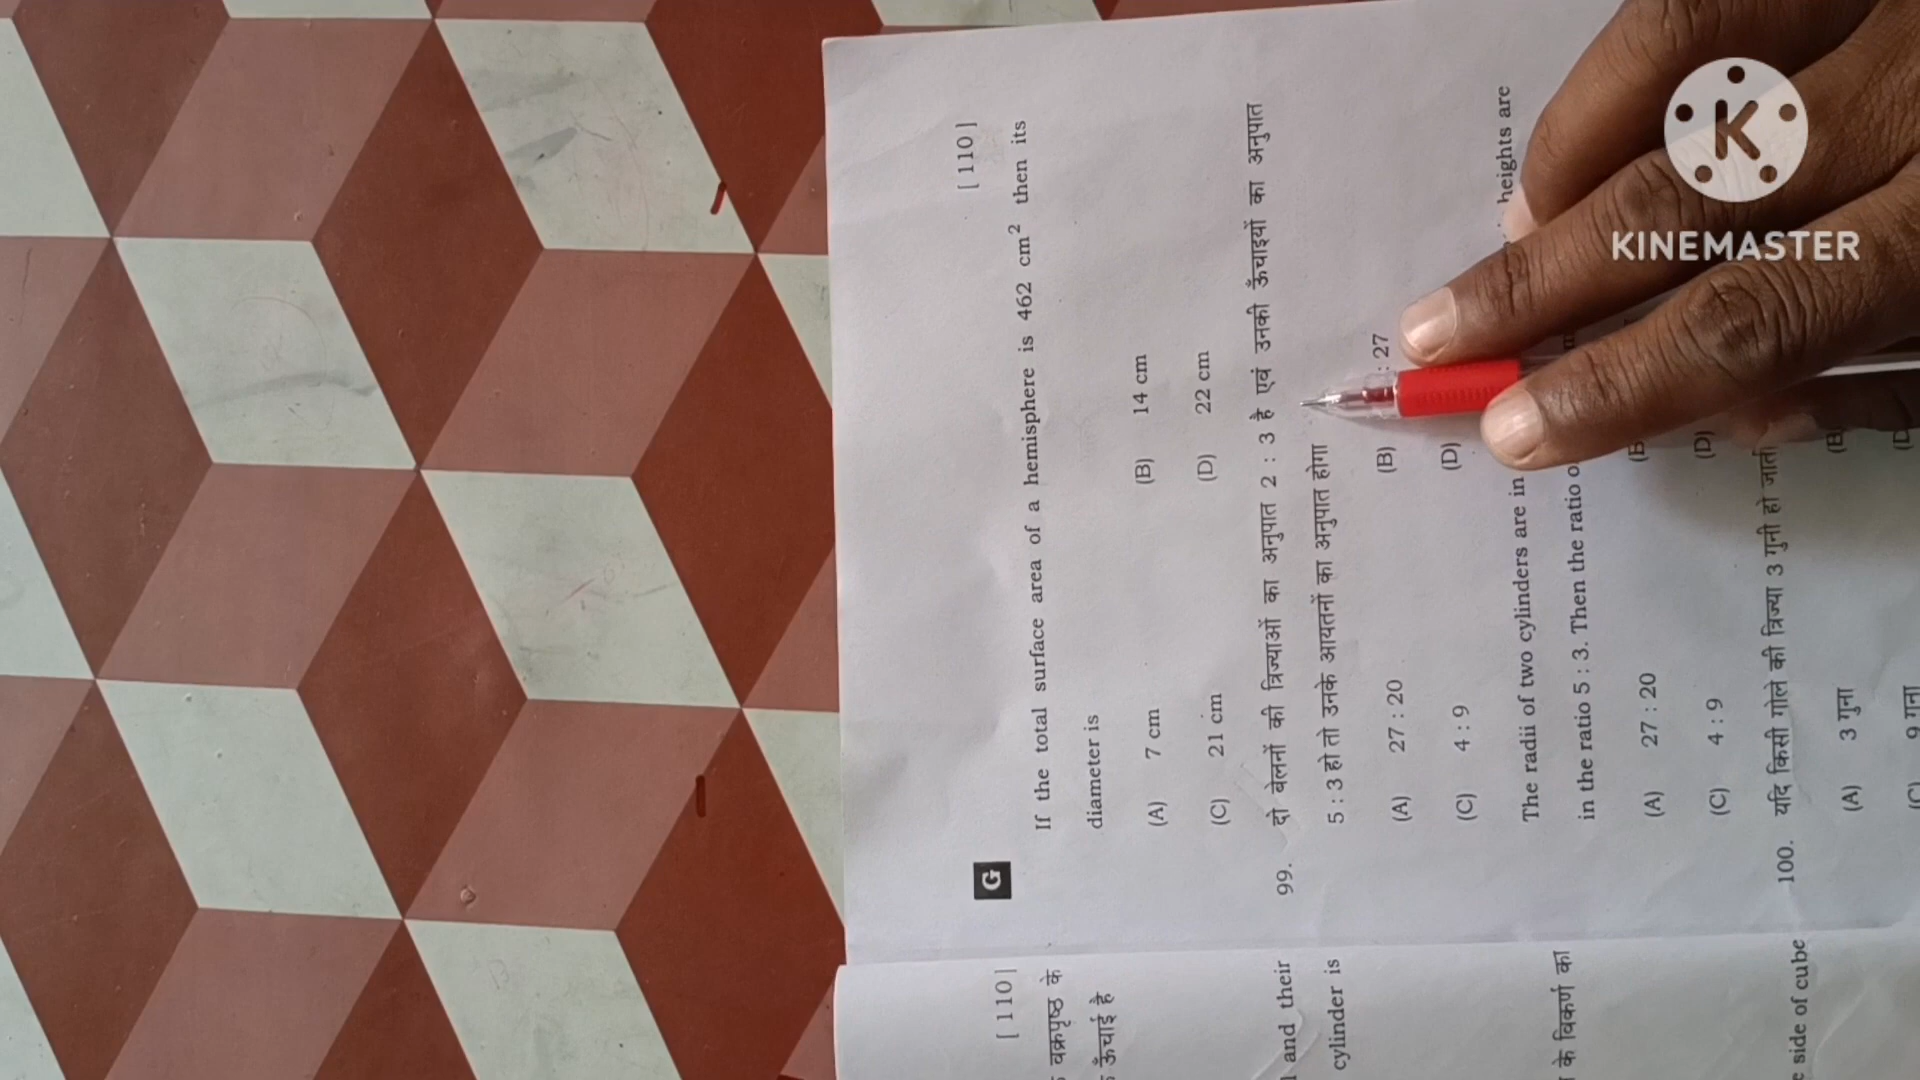 [ 110 ]
G
If the total surface area of a hemisphere is 462 cm² then its
diameter is
(A) 7 cm (B) 14 cm
(C) 21 cm (D) 22 cm
99. दो बेलनों की त्रिज्याओं का अनुपात 2 : 3 है एवं उनकी ऊँचाइयों का अनुपात
5 : 3 हो तो उनके आयतनों का अनुपात होगा
(A) 27 : 20 (B) : 27
(C) 4 : 9 (D)
The radii of two cylinders are in heights are
in the ratio 5 : 3. Then the ratio
(A) 27 : 20
(C) 4 : 9 (D)
100. यदि किसी गोले की त्रिज्या 3 गुनी हो
(A) 3 गुना
9 गुना
[ 110 ]
वक्रपृष्ठ के
ऊँचाई है
and their
cylinder is
के विकर्ण का
side of cube
KINEMASTER